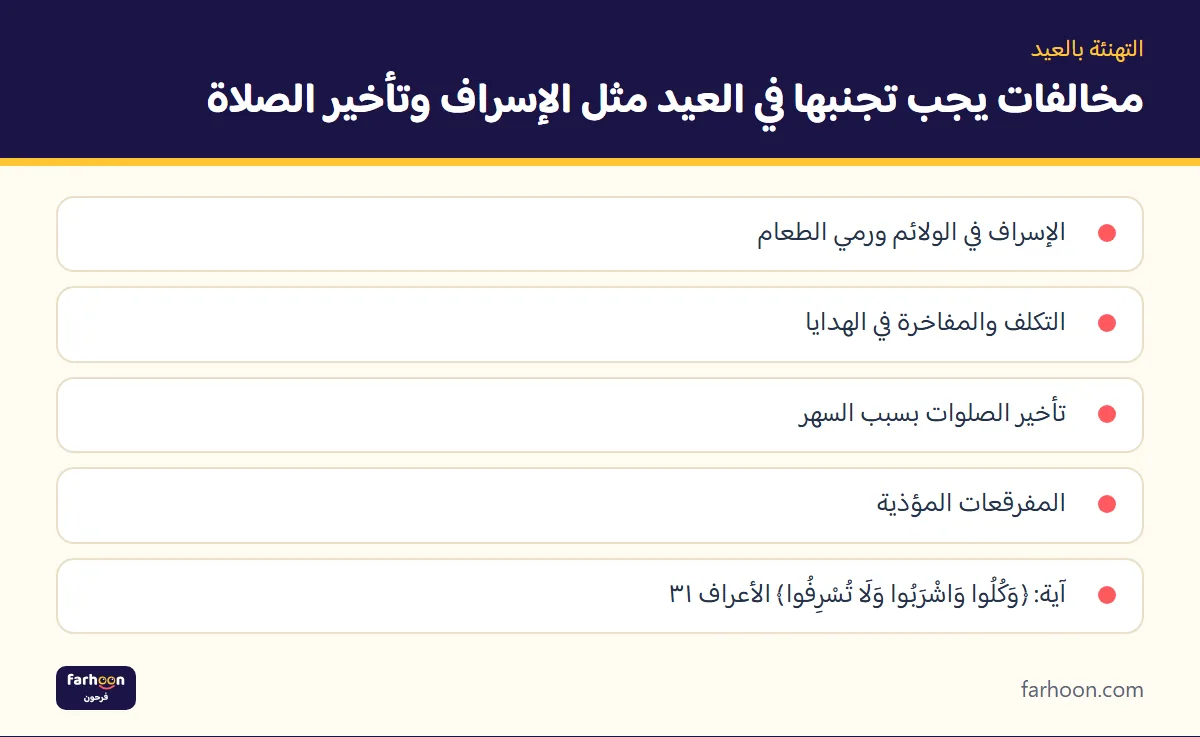 التهنئة بالعيد
مخالفات يجب تجنبها في العيد مثل الإسراف وتأخير الصلاة
الإسراف في الولائم ورمي الطعام
التكلف والمفاخرة في الهدايا
تأخير الصلوات بسبب السهر
المفرقعات المؤذية
آية: ﴿وَكُلُوا وَاشْرَبُوا وَلَا تُسْرِفُوا﴾ الأعراف ٣١
farhoon.com
farhoon
فرحون